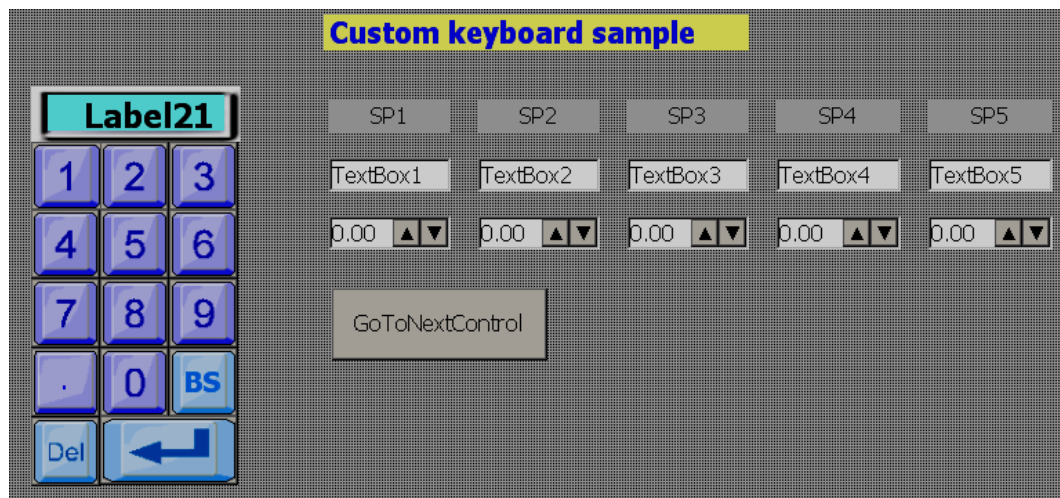 Custom keyboard sample
Label21
SP1 SP2 SP3 SP4 SP5
1 2 3
TextBox1 TextBox2 TextBox3 TextBox4 TextBox5
4 5 6
0.00 0.00 0.00 0.00 0.00
7 8 9
GoToNextControl
. 0 BS
Del